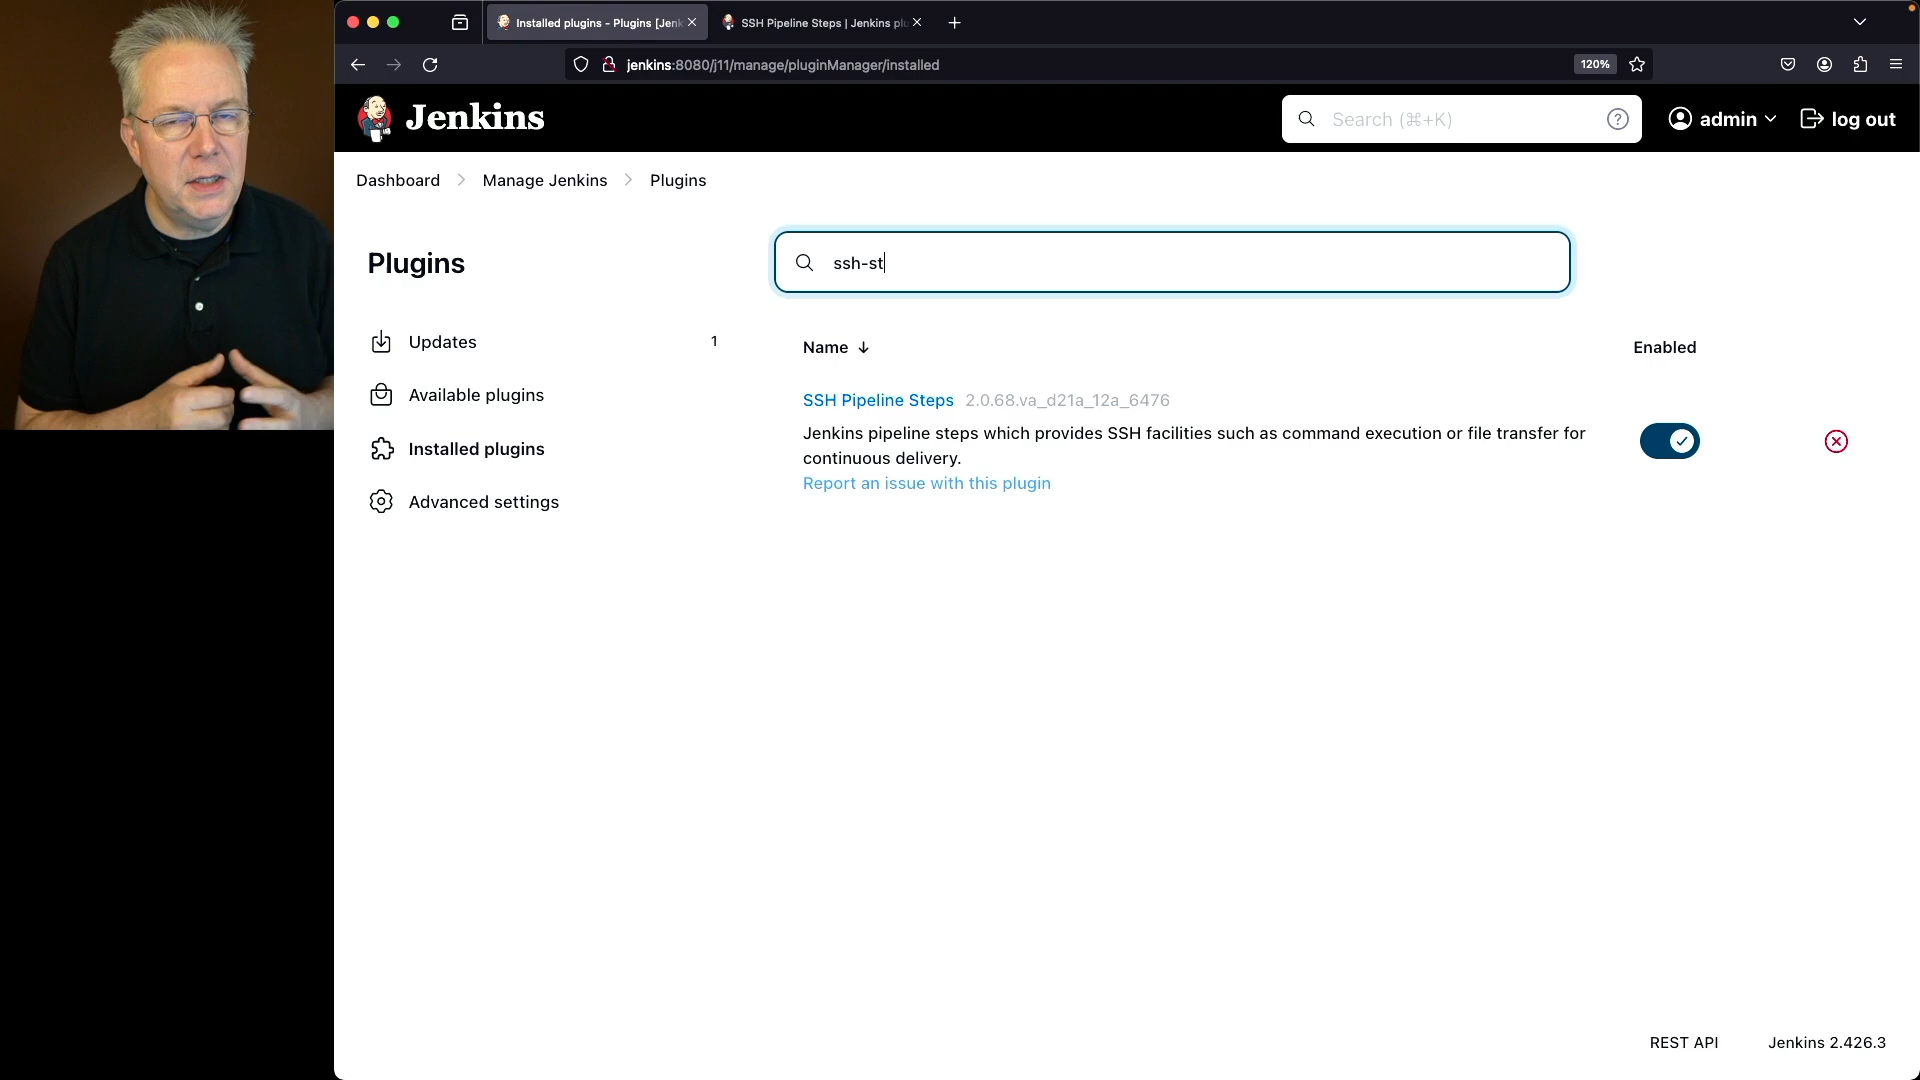 Installed plugins - Plugins [Jenk
SSH Pipeline Steps | Jenkins plu
jenkins:8080/j11/manage/pluginManager/installed
120%
Jenkins
Search (⌘+K)
?
admin
log out
Dashboard
Manage Jenkins
Plugins
Plugins
ssh-st
Updates
1
Available plugins
Installed plugins
Advanced settings
Name ↓
Enabled
SSH Pipeline Steps 2.0.68.va_d21a_12a_6476
Jenkins pipeline steps which provides SSH facilities such as command execution or file transfer for
continuous delivery.
Report an issue with this plugin
REST API
Jenkins 2.426.3